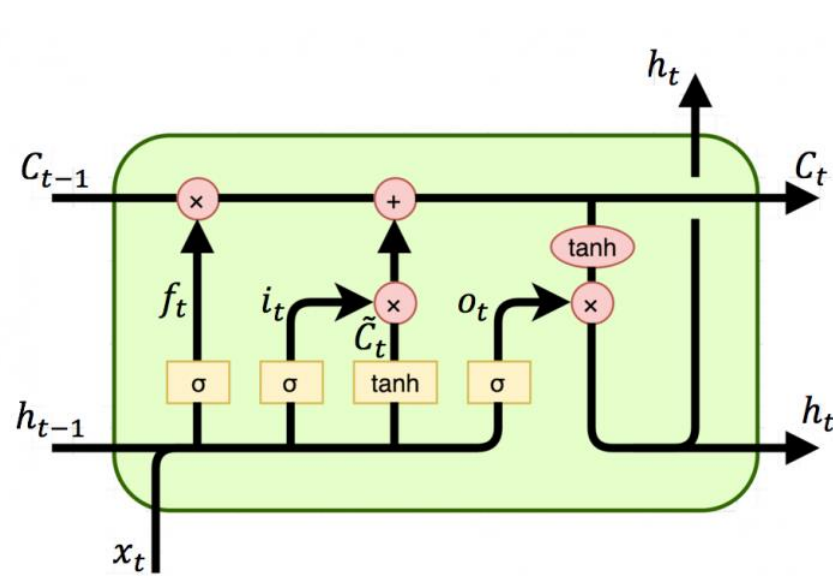 h_t
C_{t-1}
C_t
×
+
tanh
f_t
i_t
×
o_t
×
C̃_t
σ
σ
tanh
σ
h_{t-1}
h_t
x_t